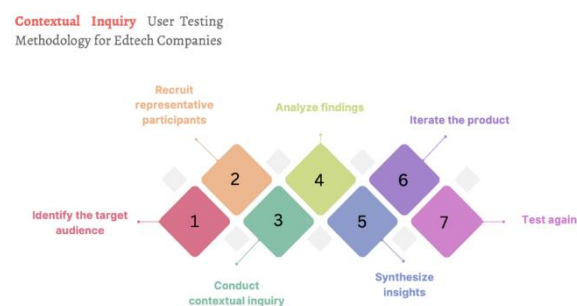 Contextual Inquiry User Testing
Methodology for Edtech Companies
Recruit
representative
participants
Analyze findings
Iterate the product
2
4
6
Identify the target
audience
1
3
5
7
Test again
Conduct
contextual inquiry
Synthesize
insights